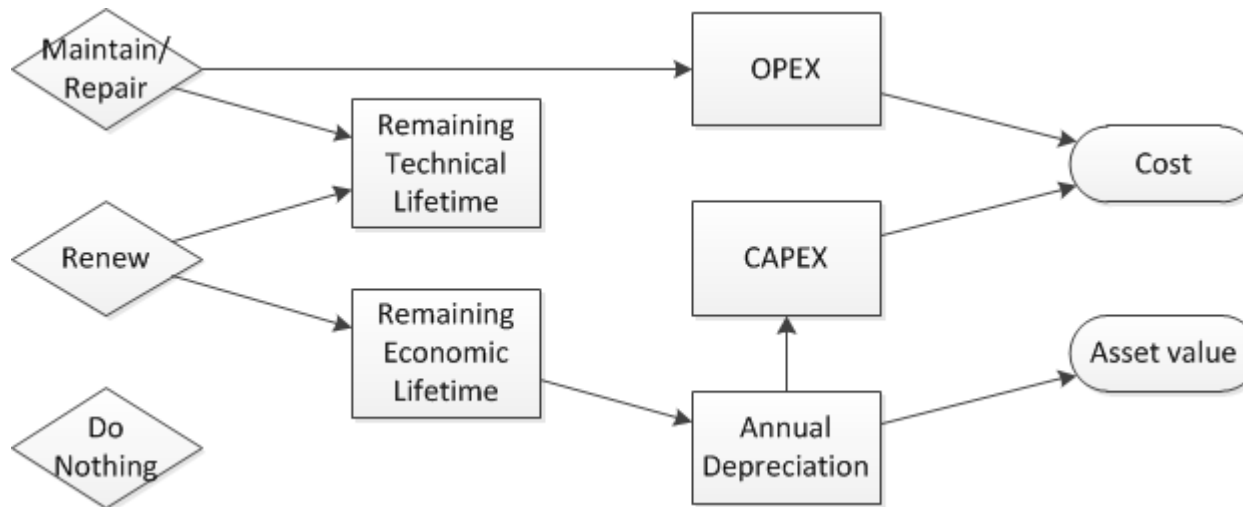 Maintain/
Repair
OPEX
Remaining
Technical
Lifetime
Cost
Renew
CAPEX
Remaining
Economic
Lifetime
Asset value
Do
Nothing
Annual
Depreciation